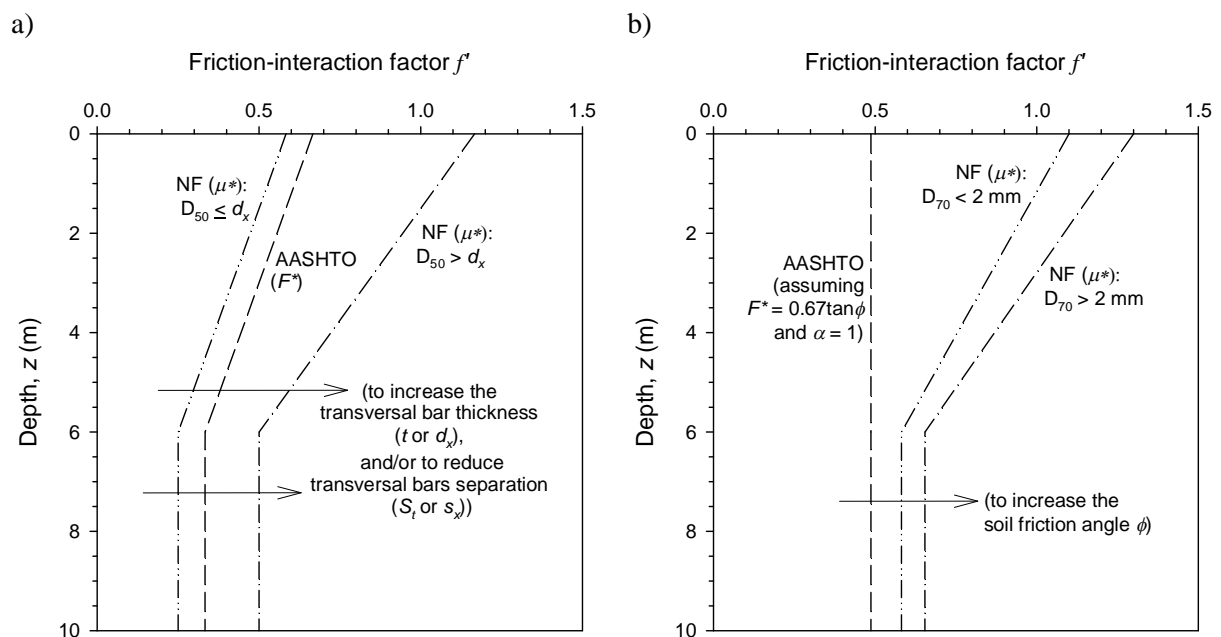 a)
Friction-interaction factor f'
0.0 0.5 1.0 1.5
0
2
4
6
8
10
Depth, z (m)
NF (μ*):
D50 ≤ dx
AASHTO
(F*)
NF (μ*):
D50 > dx
(to increase the
transversal bar thickness
(t or dx),
and/or to reduce
transversal bars separation
(St or sx))
b)
Friction-interaction factor f'
0.0 0.5 1.0 1.5
0
2
4
6
8
10
Depth, z (m)
NF (μ*):
D70 < 2 mm
AASHTO
(assuming
F* = 0.67tanϕ
and α = 1)
NF (μ*):
D70 > 2 mm
(to increase the
soil friction angle ϕ)